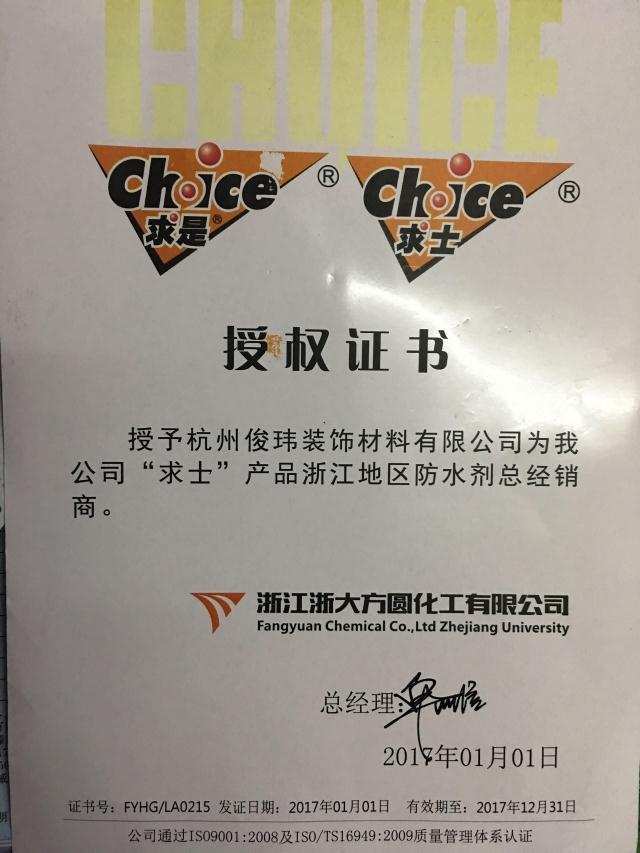 CHOICE
Choice ® Choice ®
求是® 求士
授权证书
授予杭州俊玮装饰材料有限公司为我
公司“求士”产品浙江地区防水剂总经销
商。
浙江浙大方圆化工有限公司
Fangyuan Chemical Co.,Ltd Zhejiang University
总经理:
2017年01月01日
证书号: FYHG/LA0215 发证日期: 2017年01月01日 有效期至: 2017年12月31日
公司通过ISO9001:2008及ISO/TS16949:2009质量管理体系认证